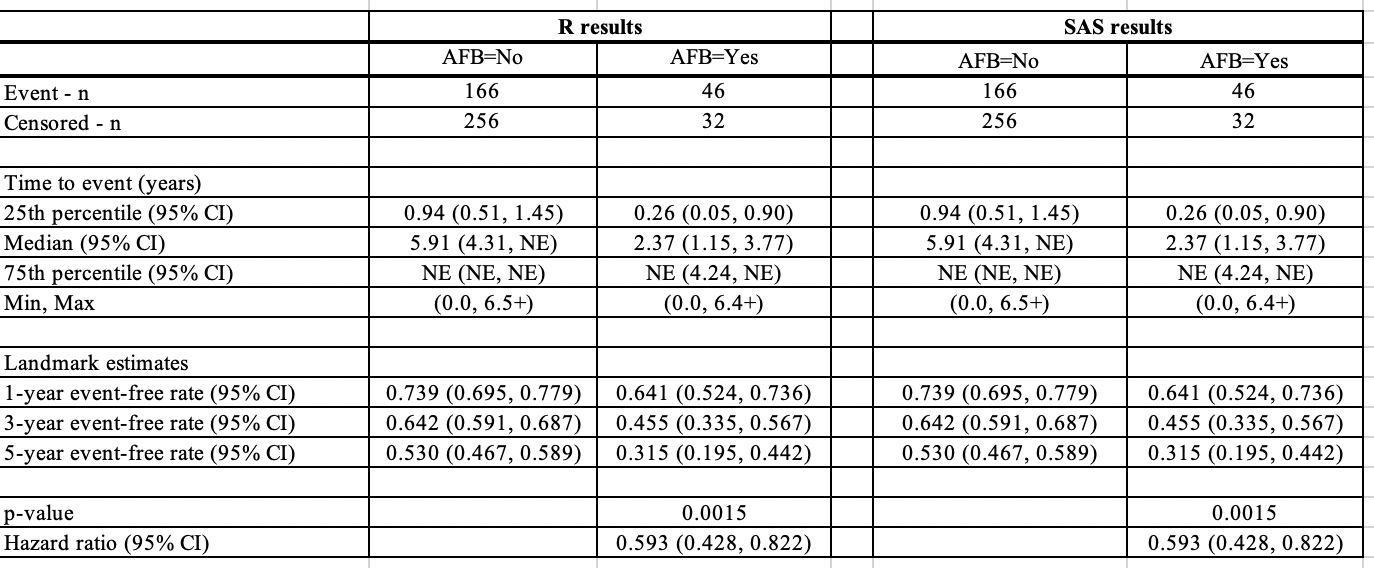 R results SAS results
AFB=No AFB=Yes AFB=No AFB=Yes
Event - n 166 46 166 46
Censored - n 256 32 256 32
Time to event (years)
25th percentile (95% CI) 0.94 (0.51, 1.45) 0.26 (0.05, 0.90) 0.94 (0.51, 1.45) 0.26 (0.05, 0.90)
Median (95% CI) 5.91 (4.31, NE) 2.37 (1.15, 3.77) 5.91 (4.31, NE) 2.37 (1.15, 3.77)
75th percentile (95% CI) NE (NE, NE) NE (4.24, NE) NE (NE, NE) NE (4.24, NE)
Min, Max (0.0, 6.5+) (0.0, 6.4+) (0.0, 6.5+) (0.0, 6.4+)
Landmark estimates
1-year event-free rate (95% CI) 0.739 (0.695, 0.779) 0.641 (0.524, 0.736) 0.739 (0.695, 0.779) 0.641 (0.524, 0.736)
3-year event-free rate (95% CI) 0.642 (0.591, 0.687) 0.455 (0.335, 0.567) 0.642 (0.591, 0.687) 0.455 (0.335, 0.567)
5-year event-free rate (95% CI) 0.530 (0.467, 0.589) 0.315 (0.195, 0.442) 0.530 (0.467, 0.589) 0.315 (0.195, 0.442)
p-value 0.0015 0.0015
Hazard ratio (95% CI) 0.593 (0.428, 0.822) 0.593 (0.428, 0.822)